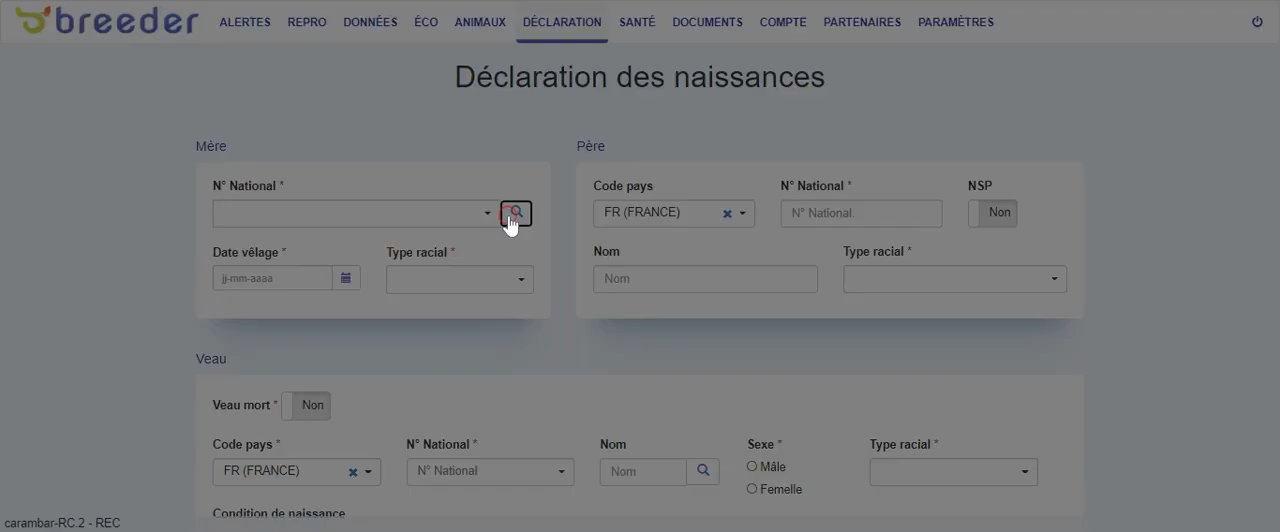 breeder ALERTES REPRO DONNÉES ÉCO ANIMAUX DÉCLARATION SANTÉ DOCUMENTS COMPTE PARTENAIRES PARAMÈTRES
Déclaration des naissances
Mère
N° National *
Date vêlage * Type racial *
jj-mm-aaaa
Père
Code pays N° National * NSP
FR (FRANCE) N° National. Non
Nom Type racial *
Nom
Veau
Veau mort * Non
Code pays * N° National * Nom Sexe * Type racial *
FR (FRANCE) N° National Nom Mâle
Femelle
Condition de naissance
carambar-RC.2 - REC